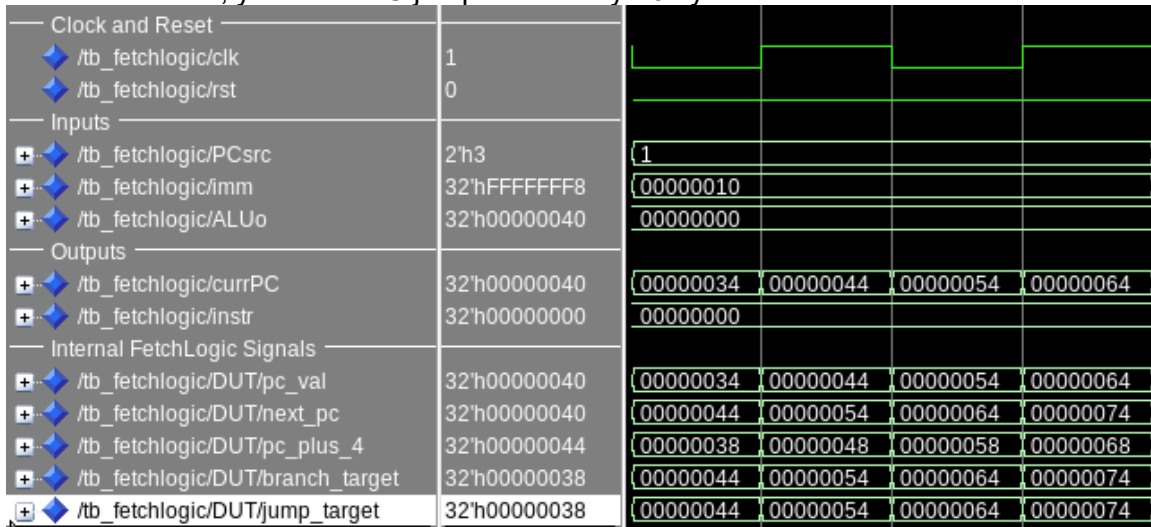 Clock and Reset
/tb_fetchlogic/clk 1
/tb_fetchlogic/rst 0
Inputs
/tb_fetchlogic/PCsrc 2'h3 1
/tb_fetchlogic/imm 32'hFFFFFFF8 00000010
/tb_fetchlogic/ALUo 32'h00000040 00000000
Outputs
/tb_fetchlogic/currPC 32'h00000040 00000034 00000044 00000054 00000064
/tb_fetchlogic/instr 32'h00000000 00000000
Internal FetchLogic Signals
/tb_fetchlogic/DUT/pc_val 32'h00000040 00000034 00000044 00000054 00000064
/tb_fetchlogic/DUT/next_pc 32'h00000040 00000044 00000054 00000064 00000074
/tb_fetchlogic/DUT/pc_plus_4 32'h00000044 00000038 00000048 00000058 00000068
/tb_fetchlogic/DUT/branch_target 32'h00000038 00000044 00000054 00000064 00000074
/tb_fetchlogic/DUT/jump_target 32'h00000038 00000044 00000054 00000064 00000074